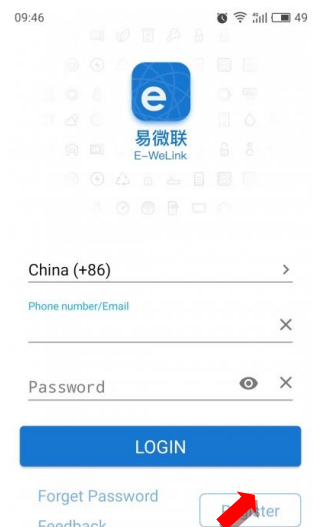 09:46
49
e
易微联
E-WeLink
China (+86)
Phone number/Email
Password
LOGIN
Forget Password
Feedback